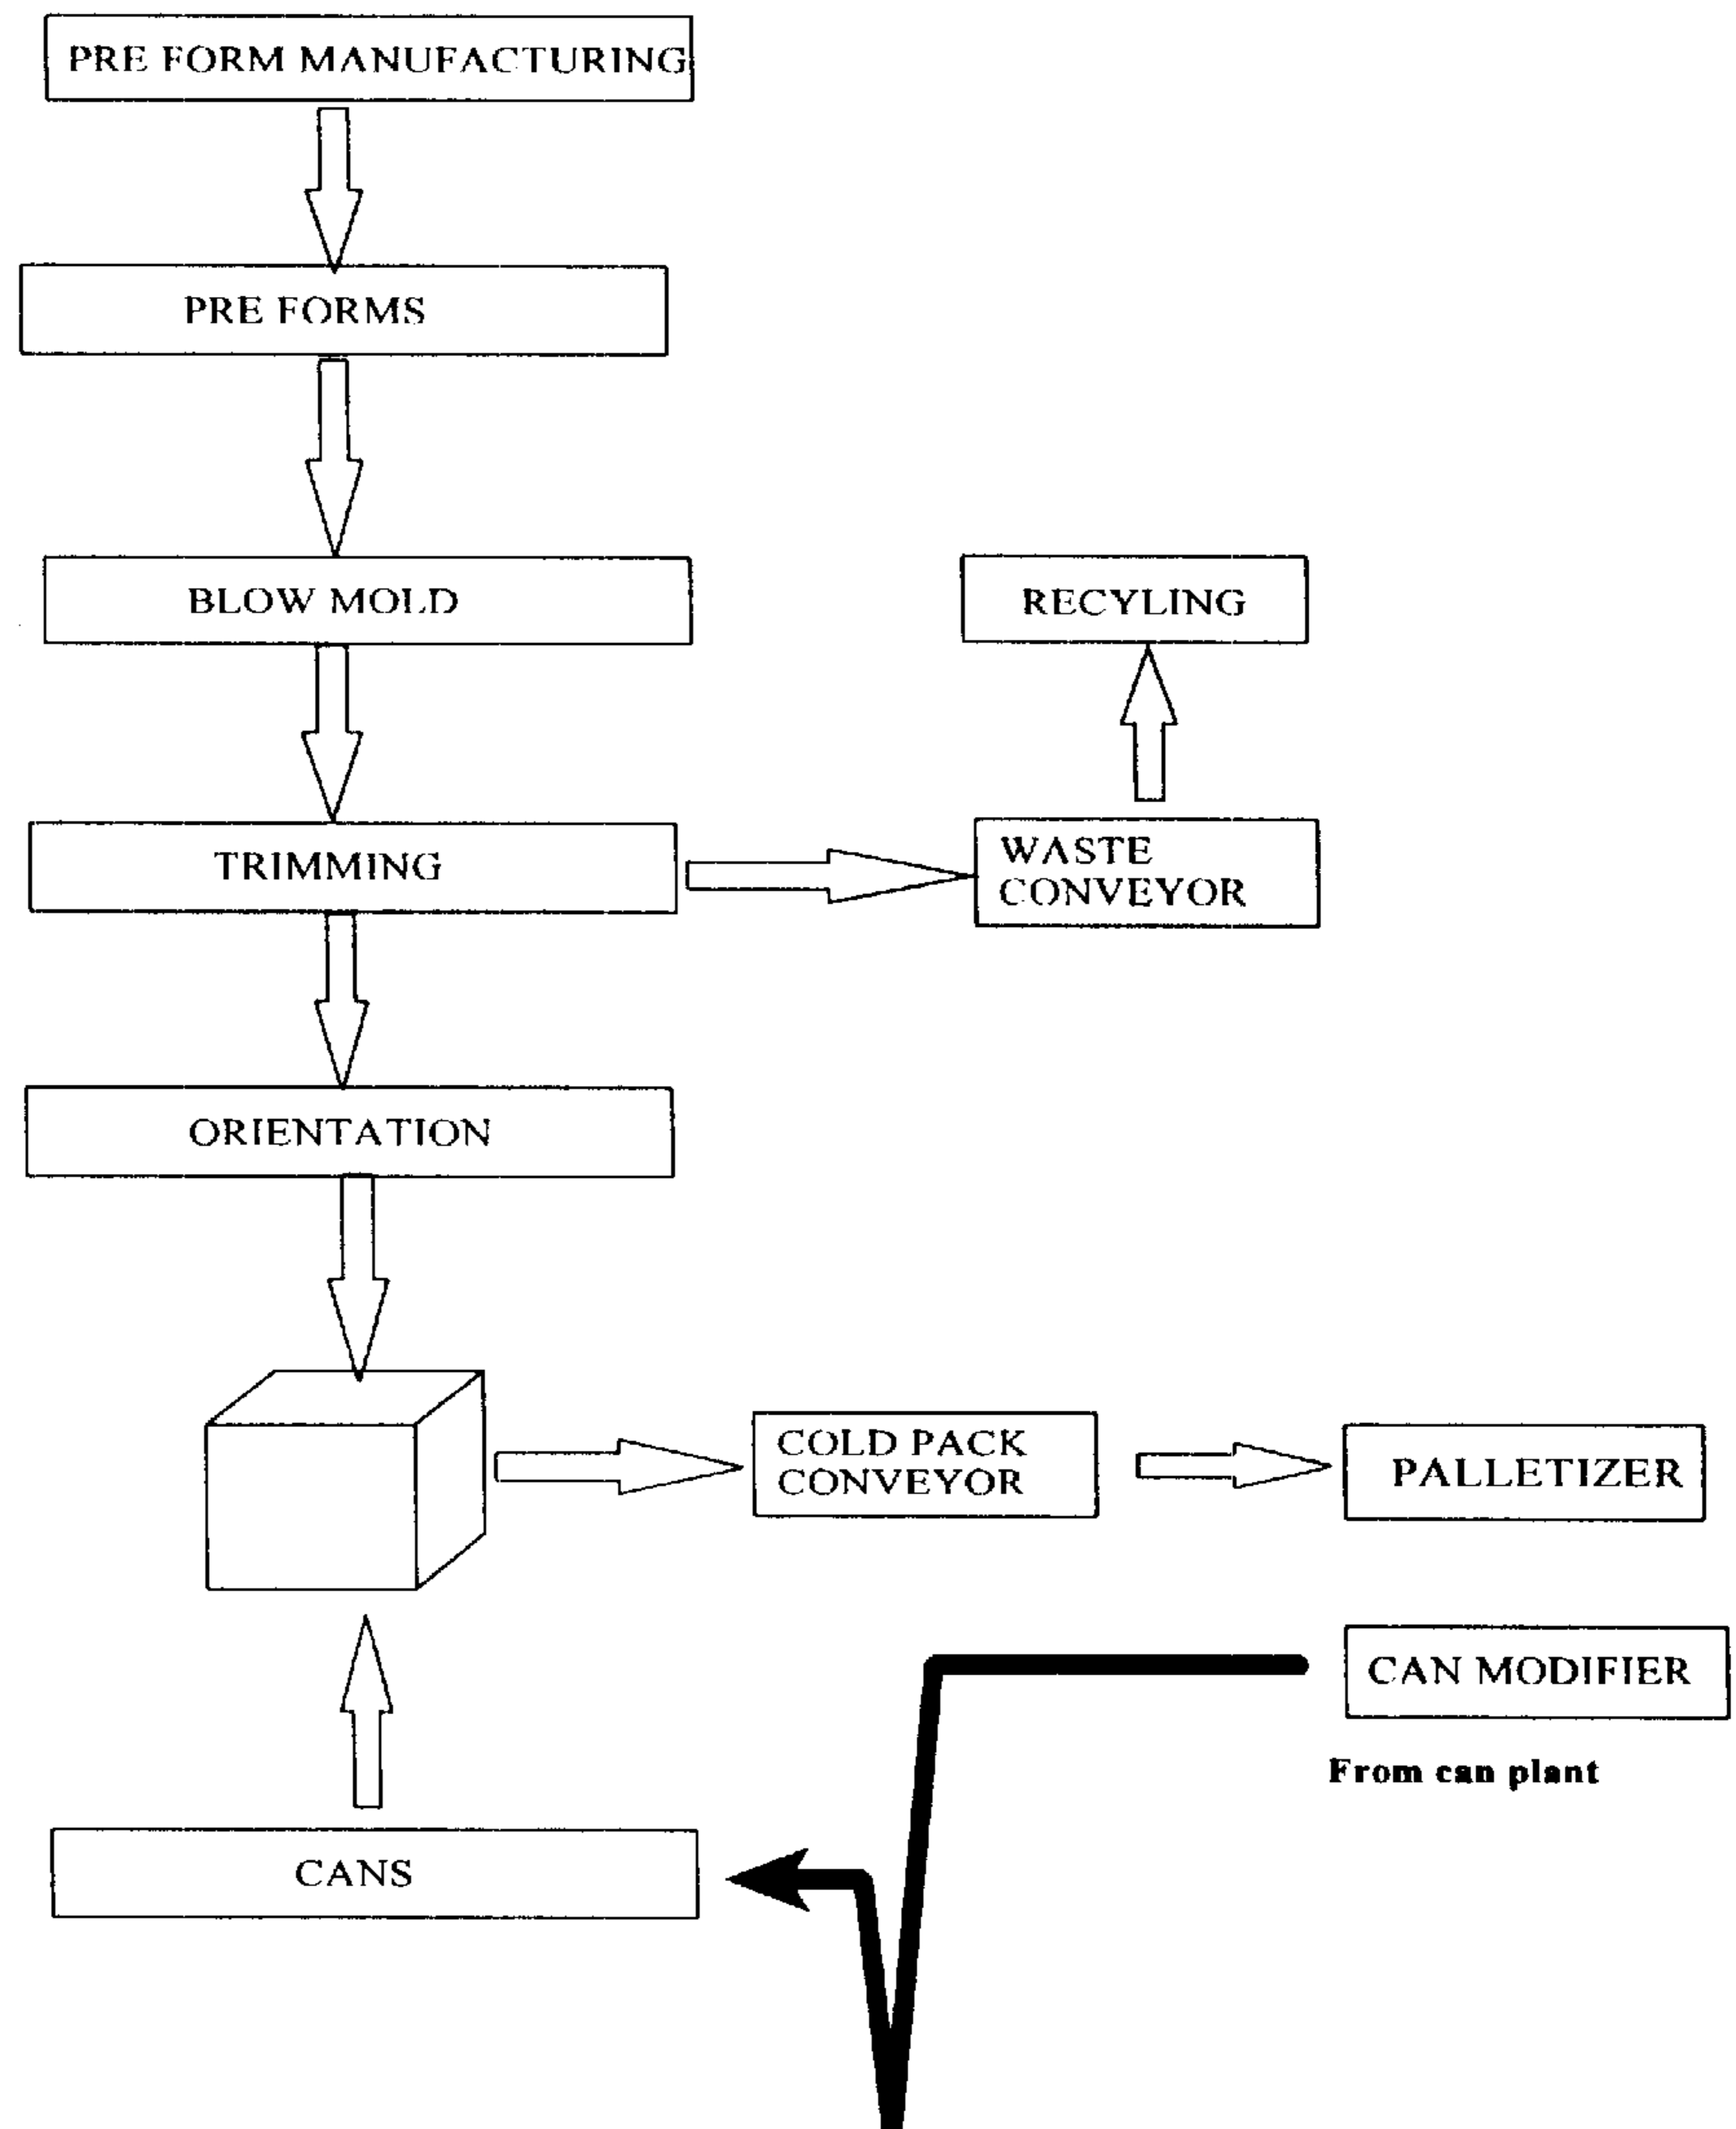 PRE FORM MANUFACTURING
PRE FORMS
BLOW MOLD
RECYLING
TRIMMING
WASTE
CONVEYOR
ORIENTATION
COLD PACK
CONVEYOR
PALLETIZER
CAN MODIFIER
From can plant
CANS